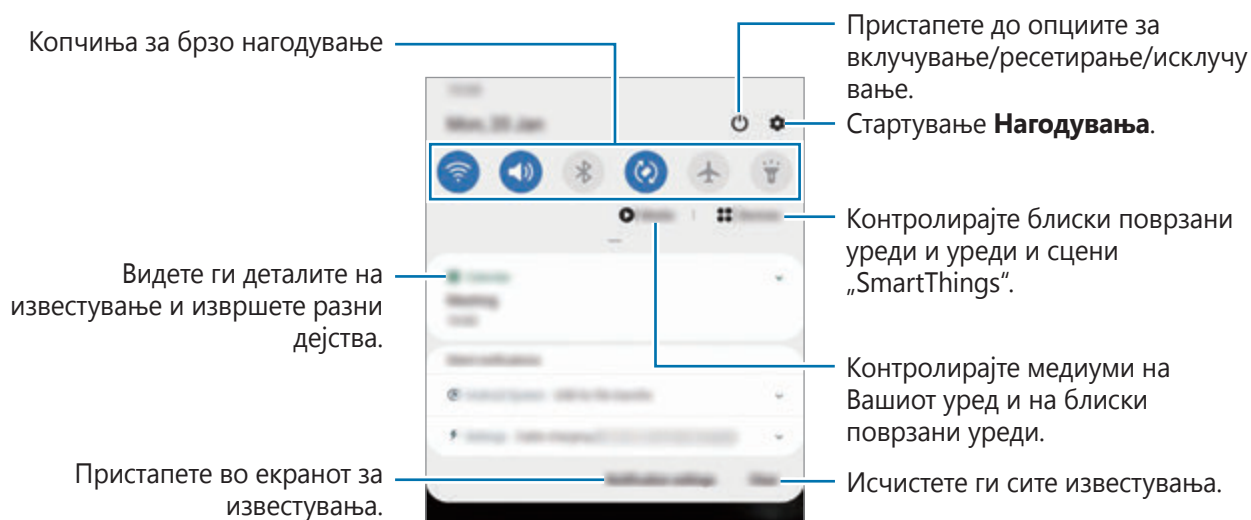 Копчиња за брзо нагодување
Пристапете до опциите за
вклучување/ресетирање/исклучу
вање.
Стартување Нагодувања.
Контролирајте блиски поврзани
уреди и уреди и сцени
„SmartThings“.
Видете ги деталите на
известување и извршете разни
дејства.
Контролирајте медиуми на
Вашиот уред и на блиски
поврзани уреди.
Пристапете во екранот за
известувања.
Исчистете ги сите известувања.